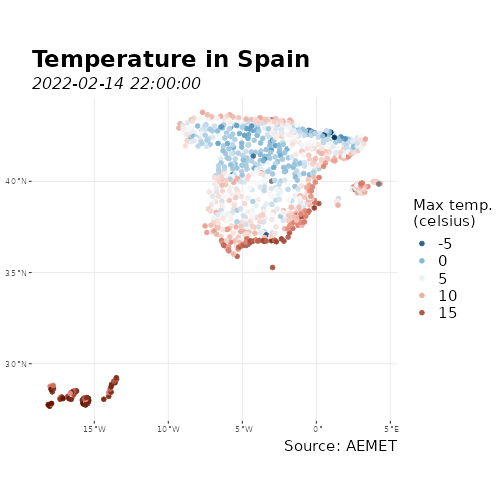 Temperature in Spain
2022-02-14 22:00:00
40°N
35°N
30°N
15°W
10°W
5°W
0°
5°E
Max temp.
(celsius)
-5
0
5
10
15
Source: AEMET